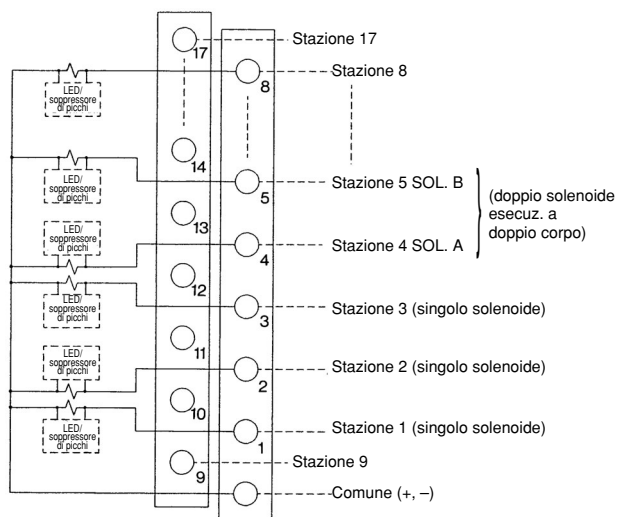 17
Stazione 17
8
Stazione 8
LED/
soppressore
di picchi
14
LED/
soppressore
di picchi
5
Stazione 5 SOL. B
(doppio solenoide
esecuz. a
doppio corpo)
13
LED/
soppressore
di picchi
4
Stazione 4 SOL. A
12
LED/
soppressore
di picchi
3
Stazione 3 (singolo solenoide)
11
LED/
soppressore
di picchi
2
Stazione 2 (singolo solenoide)
10
LED/
soppressore
di picchi
1
Stazione 1 (singolo solenoide)
9
Stazione 9
Comune (+, –)